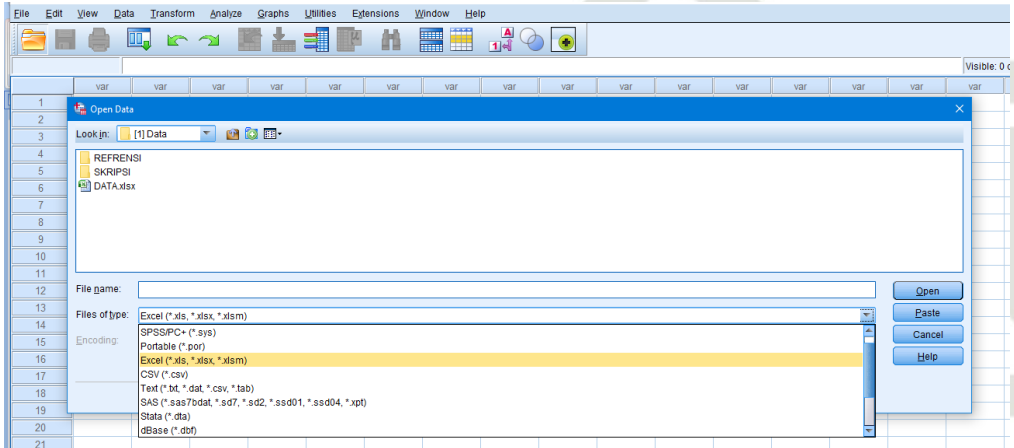 File Edit View Data Transform Analyze Graphs Utilities Extensions Window Help
Visible: 0
var var var var var var var var var var var var var var var var
1
Open Data
2
3
Look in: [1] Data
4
REFRENSI
5
SKRIPSI
6
DATA.xlsx
7
8
9
10
11
12
File name:
Open
13
Files of type: Excel (*.xls, *.xlsx, *.xlsm)
Paste
14
SPSS/PC+ (*.sys)
15
Encoding:
Portable (*.por)
Cancel
16
Excel (*.xls, *.xlsx, *.xlsm)
Help
17
CSV (*.csv)
18
Text (*.txt, *.dat, *.csv, *.tab)
19
SAS (*.sas7bdat, *.sd7, *.sd2, *.ssd01, *.ssd04, *.xpt)
Stata (*.dta)
20
dBase (*.dbf)
21